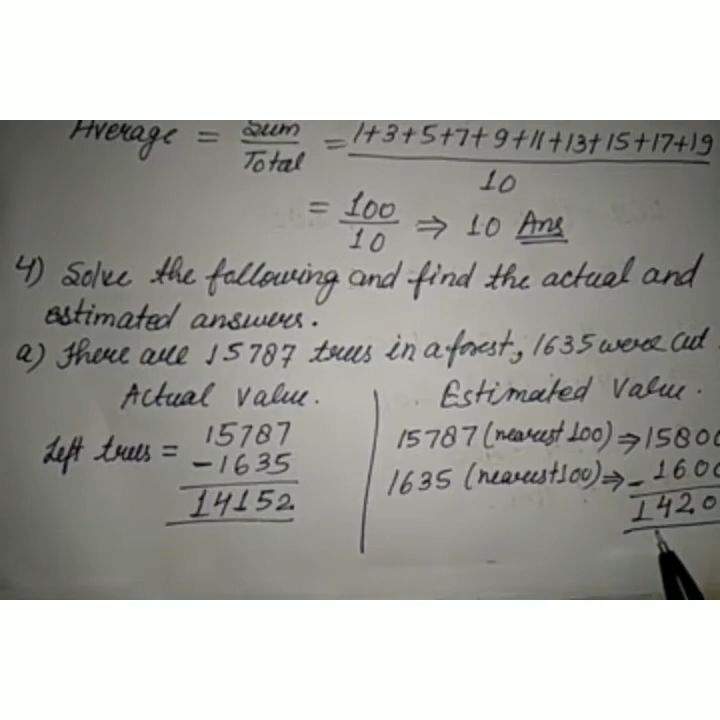 Average = Sum/Total = 1+3+5+7+9+11+13+15+17+19/10
= 100/10 ⇒ 10 Ans
4) Solve the following and find the actual and
estimated answers.
a) There are 15787 trees in a forest, 1635 were cut
Actual Value.
Left trees = 15787
-1635
14152
Estimated Value.
15787 (nearest 100) ⇒ 15800
1635 (nearest 100) ⇒ - 1600
1420